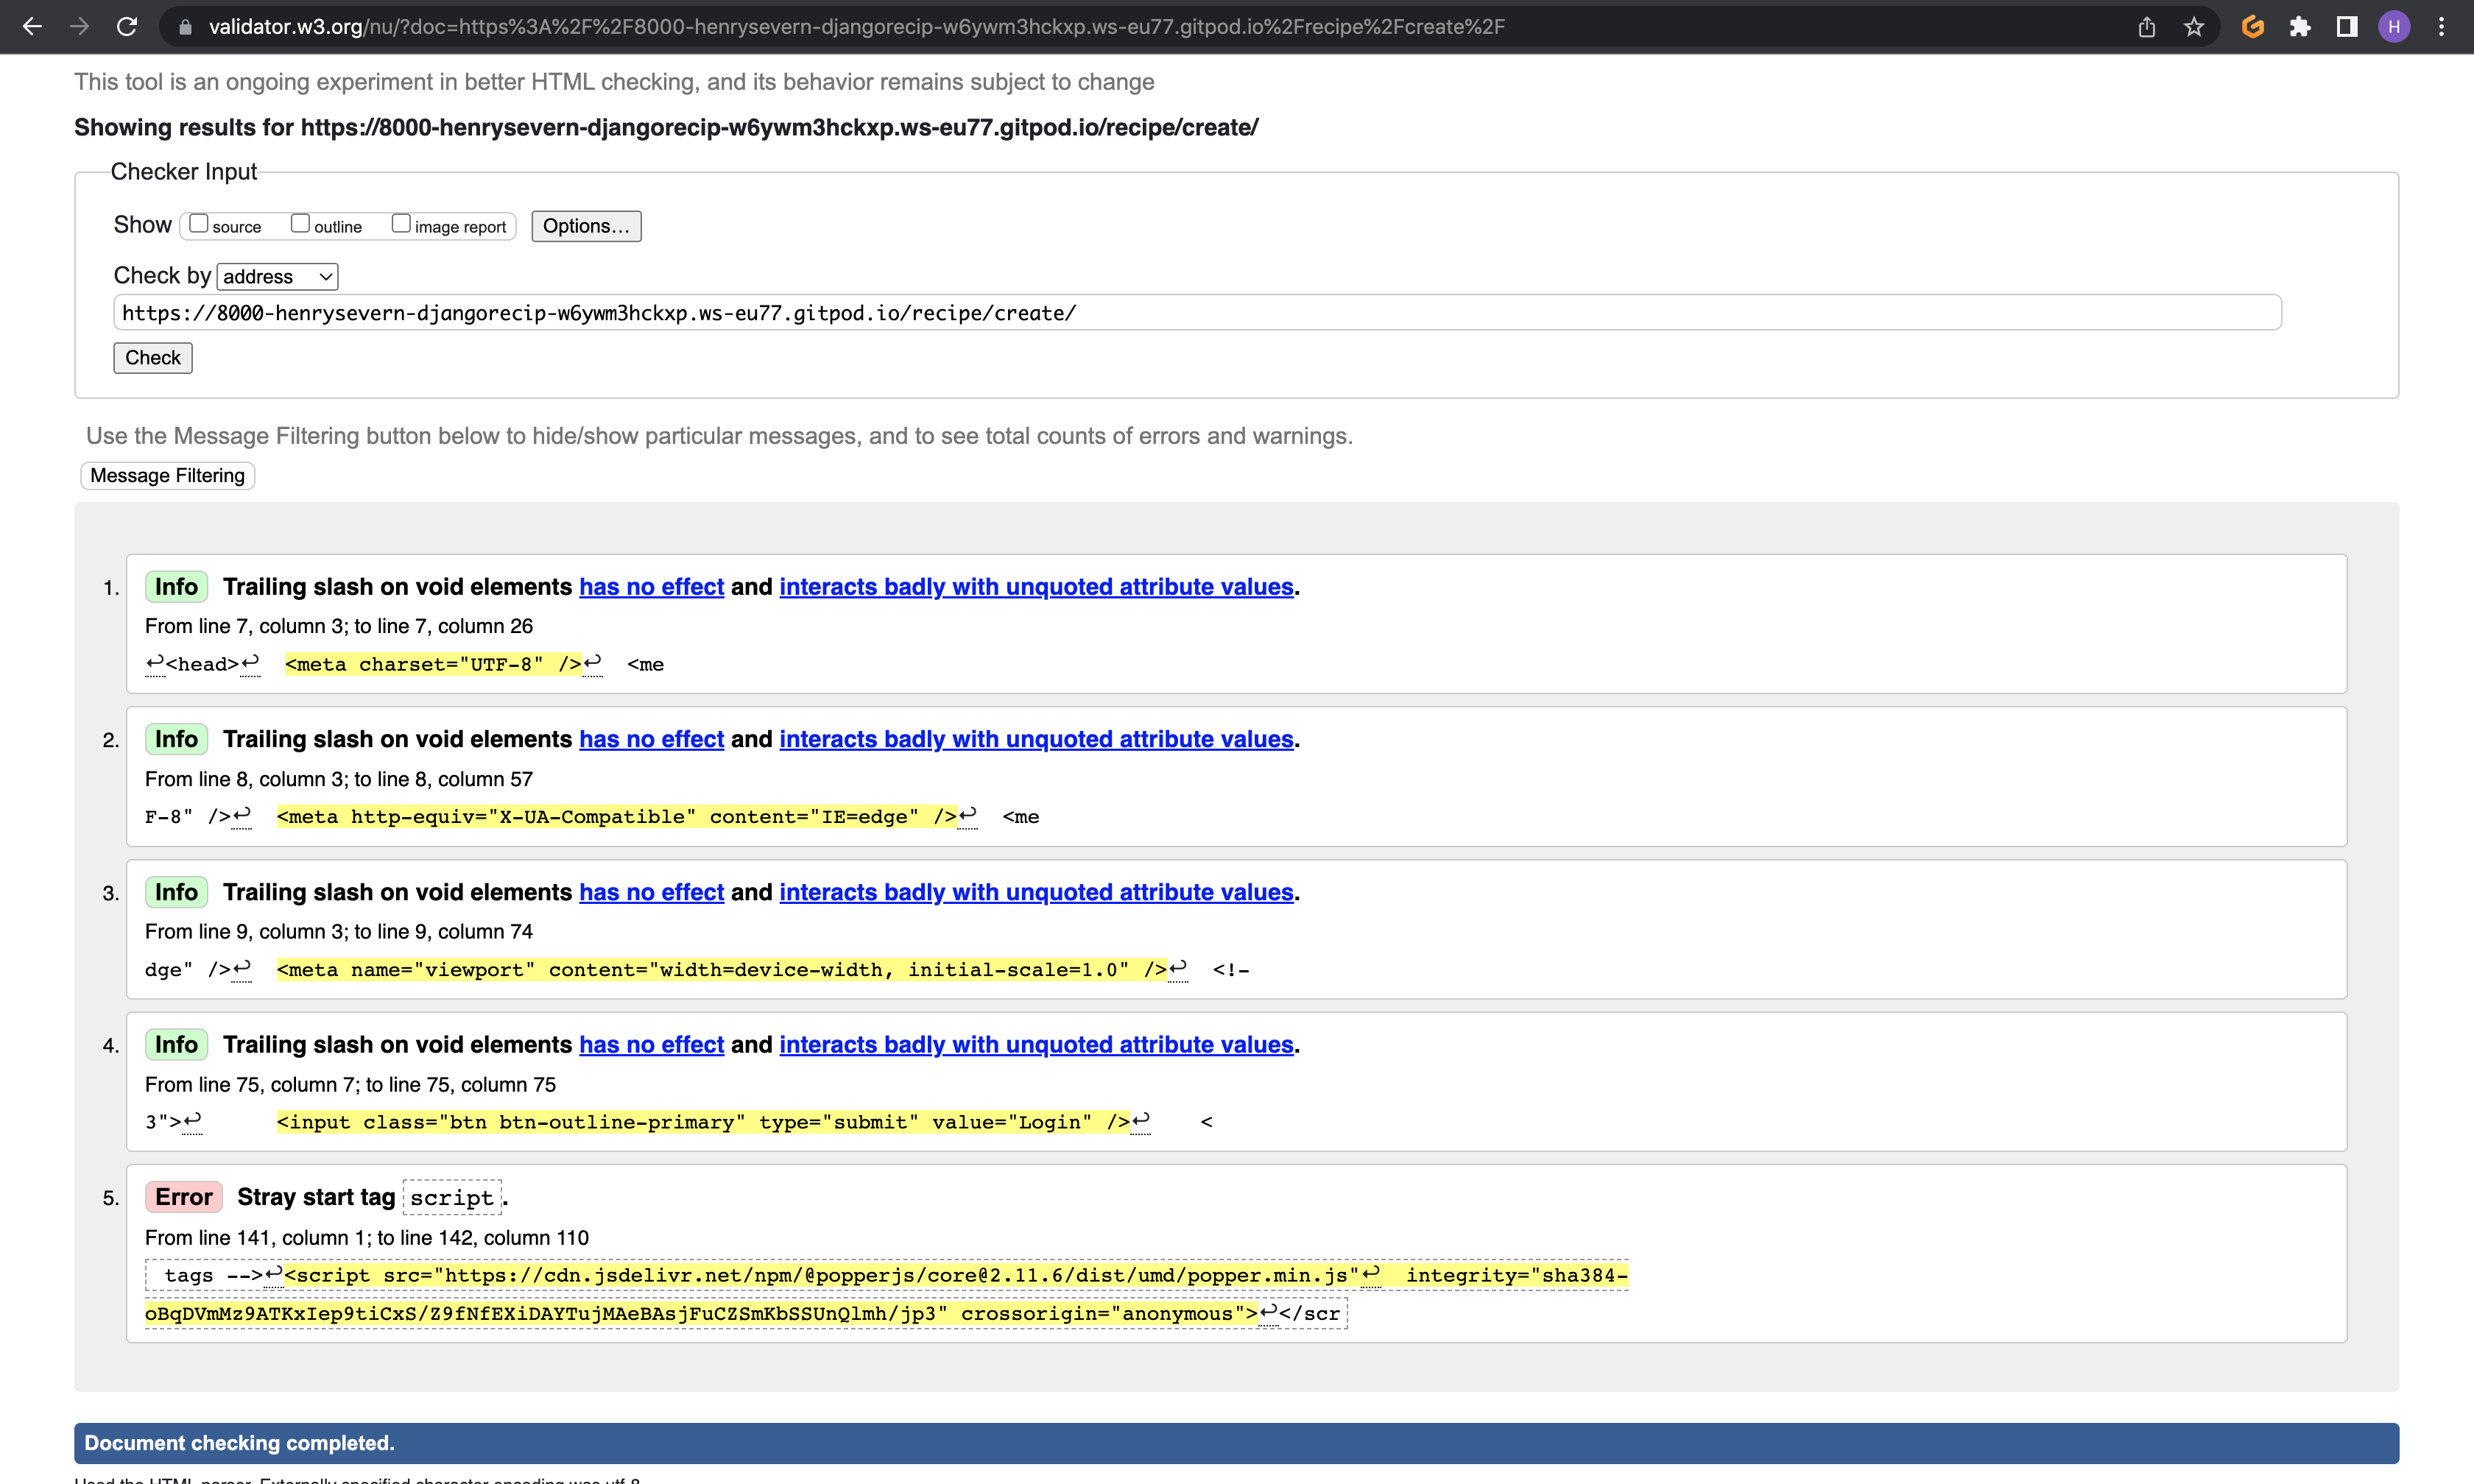 validator.w3.org/nu/?doc=https%3A%2F%2F8000-henrysevern-djangorecip-w6ywm3hckxp.ws-eu77.gitpod.io%2Frecipe%2Fcreate%2F
H
This tool is an ongoing experiment in better HTML checking, and its behavior remains subject to change
Showing results for https://8000-henrysevern-djangorecip-w6ywm3hckxp.ws-eu77.gitpod.io/recipe/create/
Checker Input
Show source outline image report Options...
Check by address
https://8000-henrysevern-djangorecip-w6ywm3hckxp.ws-eu77.gitpod.io/recipe/create/
Check
Use the Message Filtering button below to hide/show particular messages, and to see total counts of errors and warnings.
Message Filtering
1. Info Trailing slash on void elements has no effect and interacts badly with unquoted attribute values.
From line 7, column 3; to line 7, column 26
↩<head>↩ <meta charset="UTF-8" />↩ <me
2. Info Trailing slash on void elements has no effect and interacts badly with unquoted attribute values.
From line 8, column 3; to line 8, column 57
F-8" />↩ <meta http-equiv="X-UA-Compatible" content="IE=edge" />↩ <me
3. Info Trailing slash on void elements has no effect and interacts badly with unquoted attribute values.
From line 9, column 3; to line 9, column 74
dge" />↩ <meta name="viewport" content="width=device-width, initial-scale=1.0" />↩ <!-
4. Info Trailing slash on void elements has no effect and interacts badly with unquoted attribute values.
From line 75, column 7; to line 75, column 75
3">↩ <input class="btn btn-outline-primary" type="submit" value="Login" />↩ <
5. Error Stray start tag script.
From line 141, column 1; to line 142, column 110
tags -->↩<script src="https://cdn.jsdelivr.net/npm/@popperjs/core@2.11.6/dist/umd/popper.min.js"↩ integrity="sha384-
oBqDVmMz9ATKxIep9tiCxS/Z9fNfEXiDAYTujMAeBAsjFuCZSmKbSSUnQlmh/jp3" crossorigin="anonymous">↩</scr
Document checking completed.
Used the HTML parser. Externally specified character encoding was utf-8.